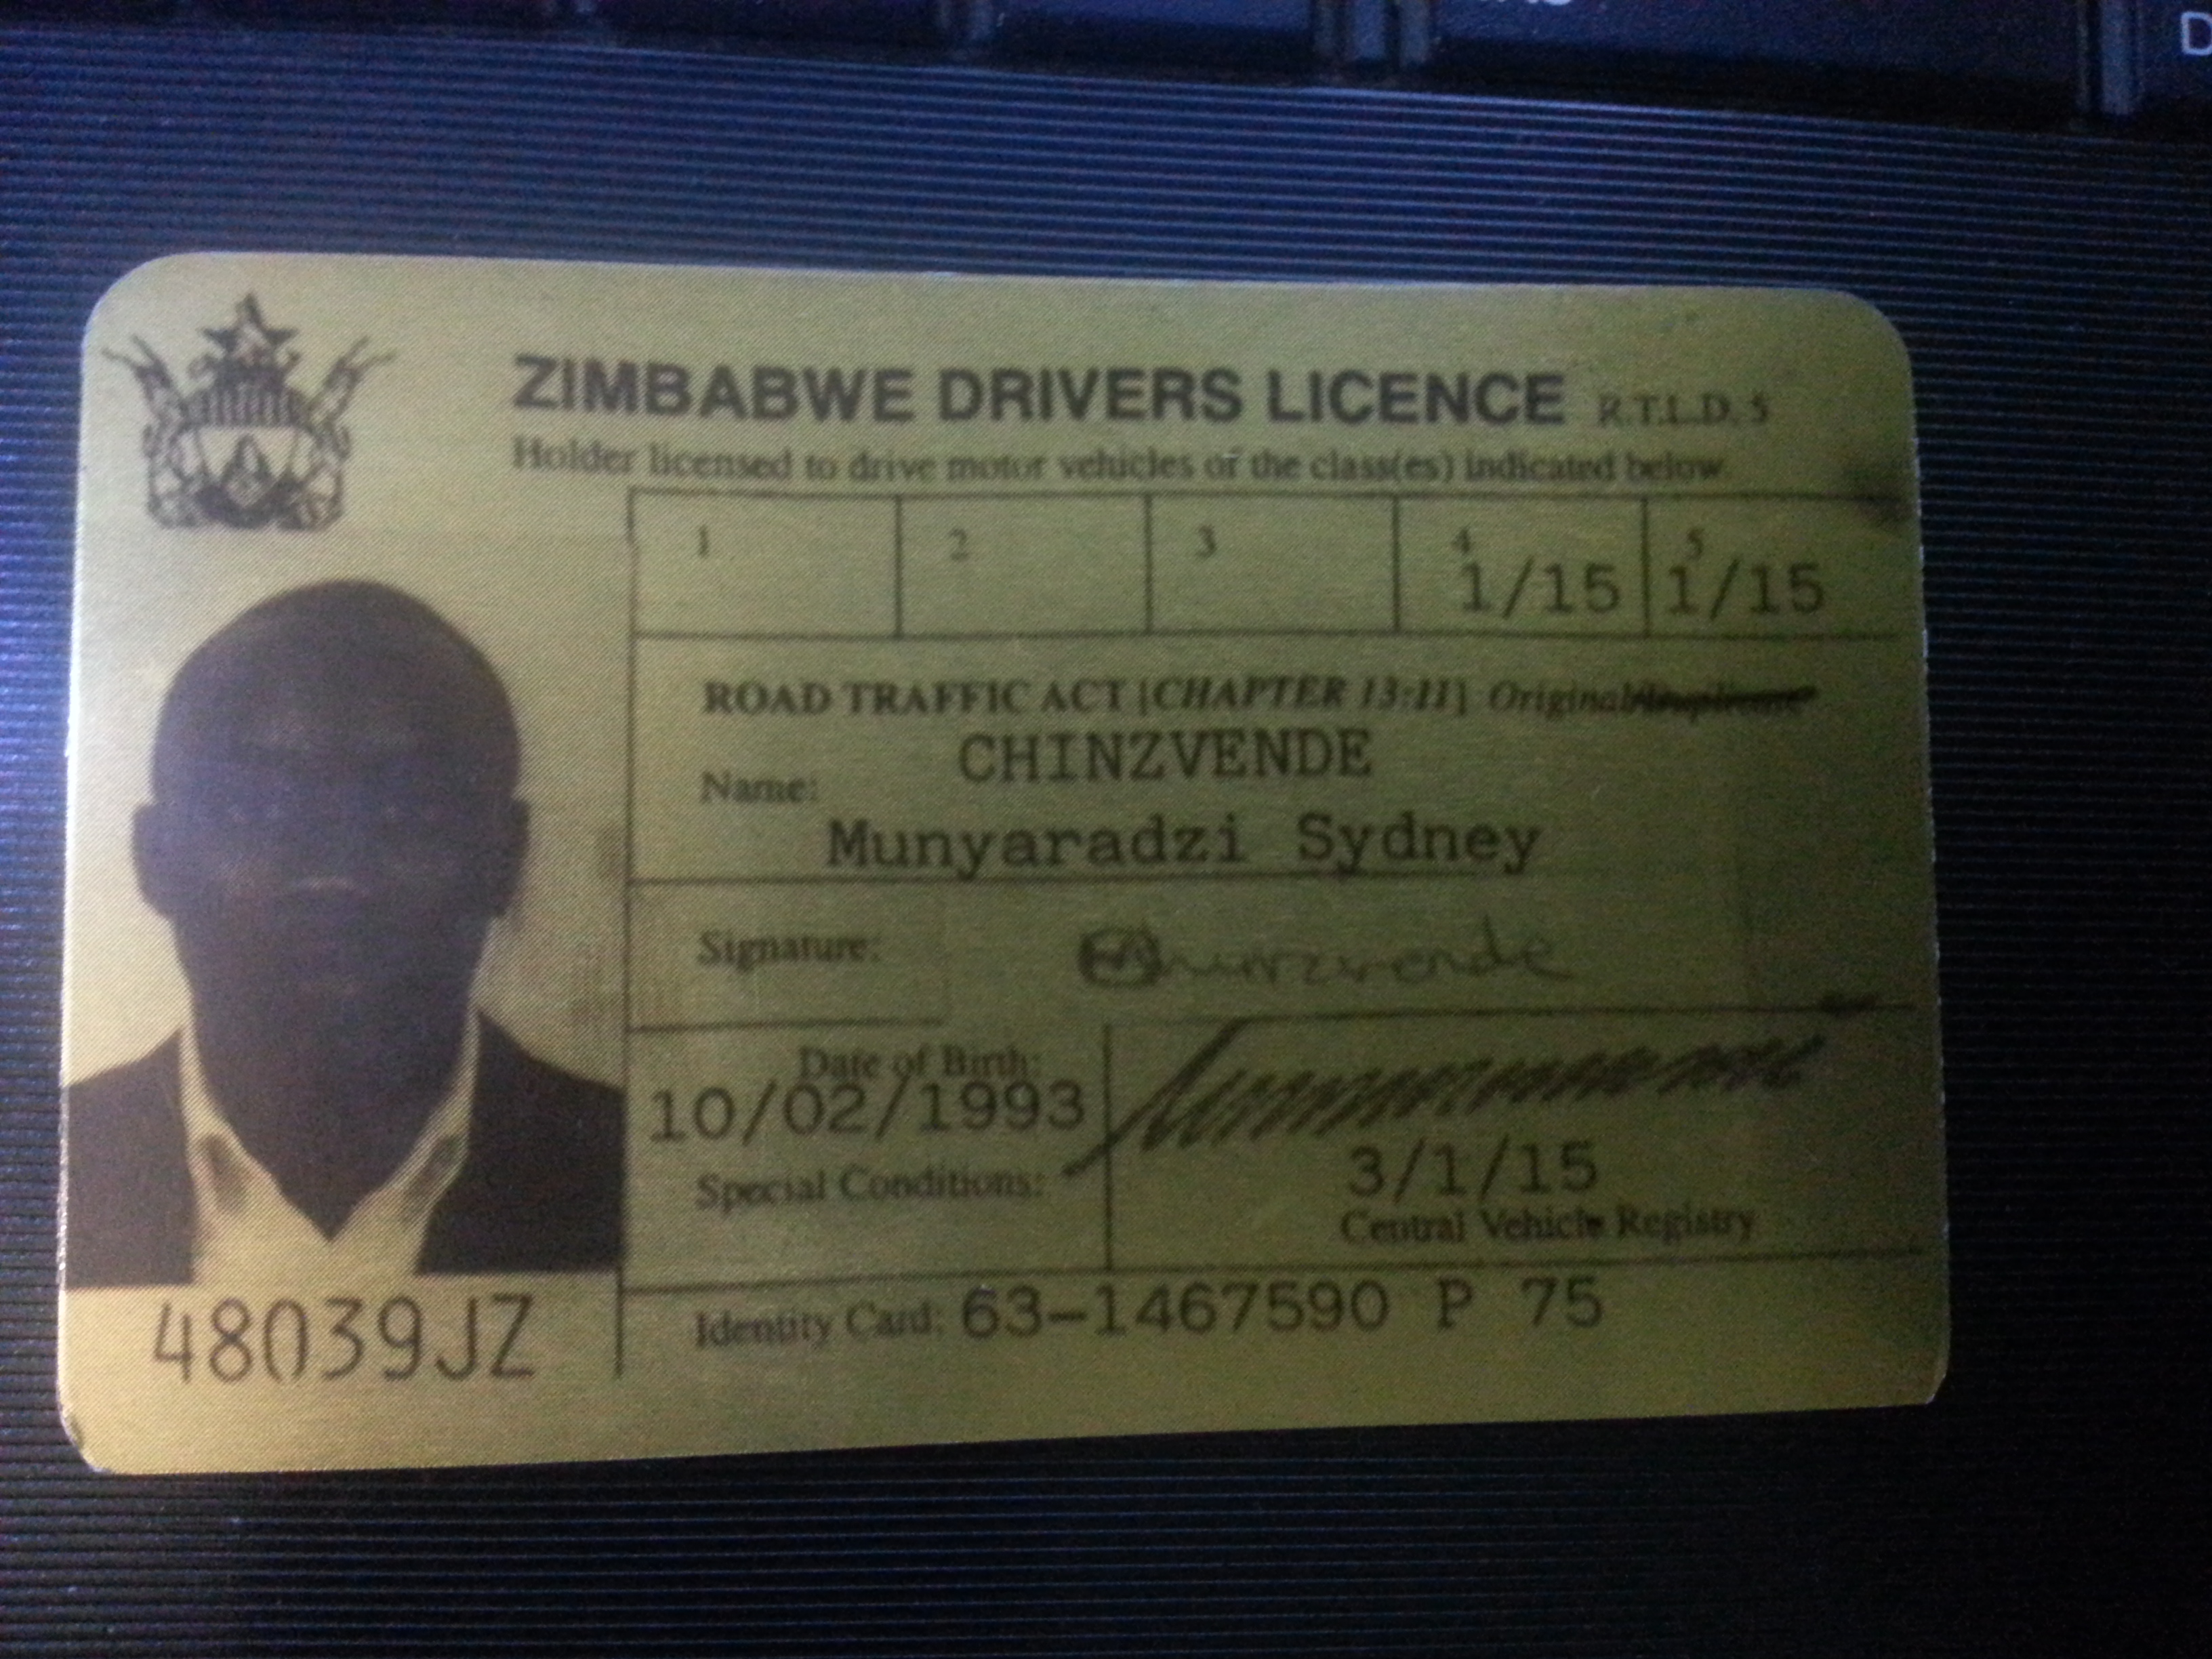 D
ZIMBABWE DRIVERS LICENCE R.T.L.D. 5
Holder licensed to drive motor vehicles of the class(es) indicated below.
1 2 3 4 5
1/15 1/15
ROAD TRAFFIC ACT [CHAPTER 13:11] Original/
CHINZVENDE
Name:
Munyaradzi Sydney
Signature: Chinzvende
Date of Birth:
10/02/1993
Special Conditions:
3/1/15
Central Vehicle Registry
48039JZ
Identity Card: 63-1467590 P 75